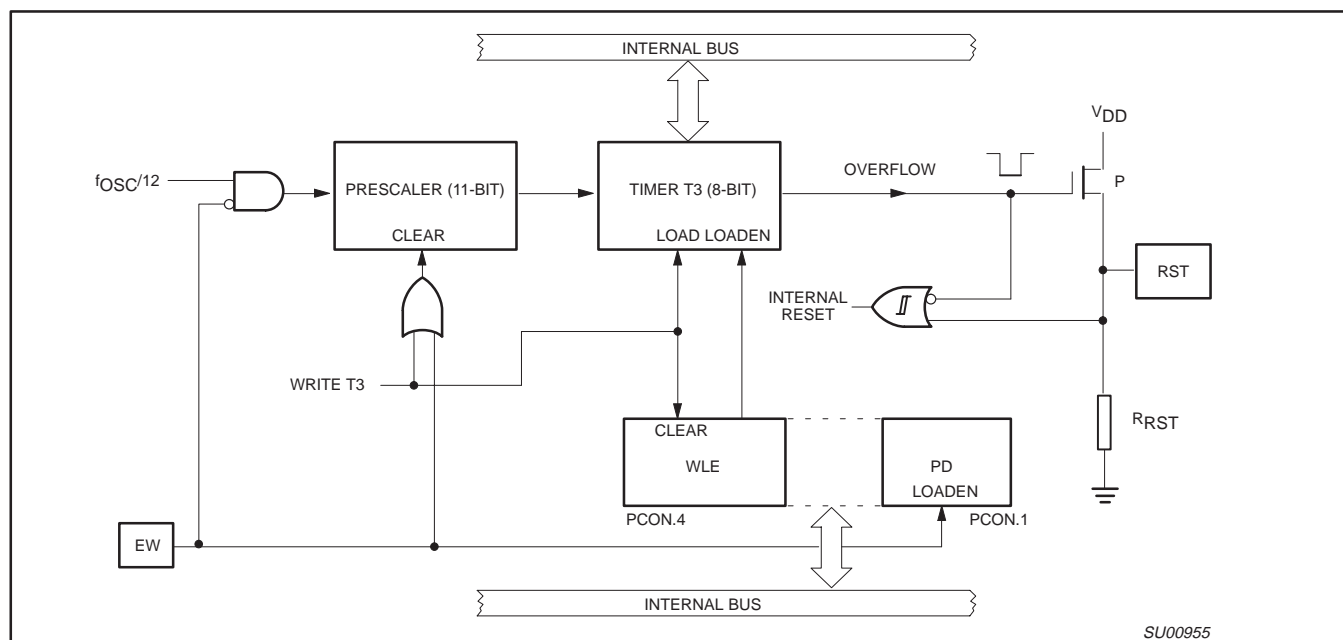 INTERNAL BUS
VDD
fOSC/12
PRESCALER (11-BIT)
CLEAR
TIMER T3 (8-BIT)
LOAD LOADEN
OVERFLOW
P
RST
INTERNAL
RESET
WRITE T3
CLEAR
WLE
PCON.4
PD
LOADEN
PCON.1
RRST
EW
INTERNAL BUS
SU00955